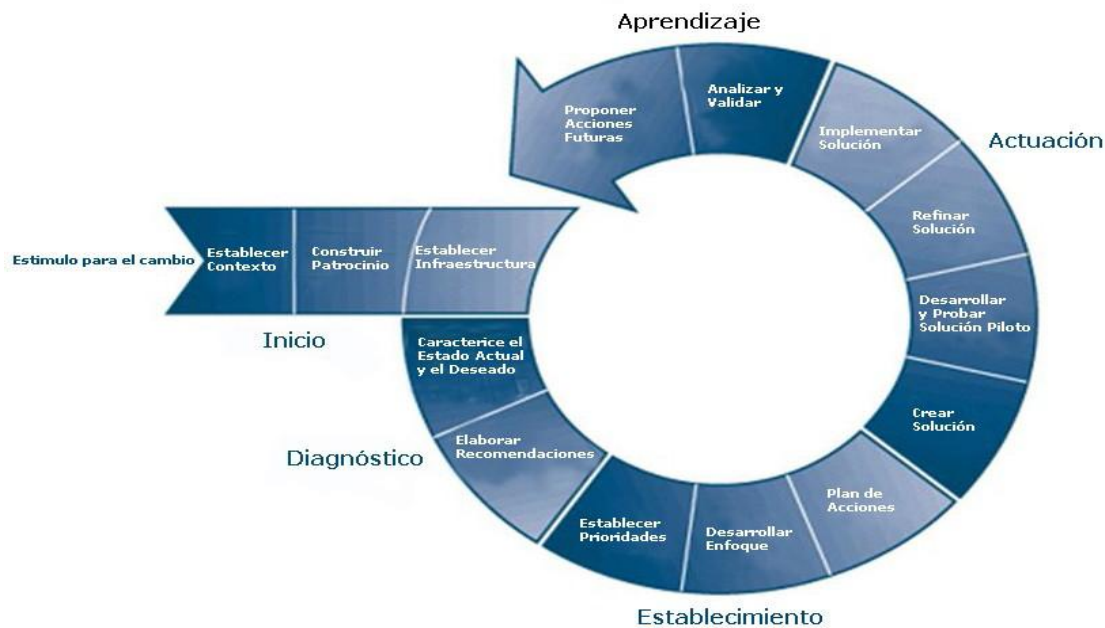 Aprendizaje
Analizar y
Validar
Proponer
Acciones
Futuras
Implementar
Solución
Actuación
Refinar
Solución
Estimulo para el cambio
Establecer
Contexto
Construir
Patrocinio
Establecer
Infraestructura
Desarrollar
y Probar
Solución Piloto
Inicio
Caracterice el
Estado Actual
y el Deseado
Crear
Solución
Diagnóstico
Elaborar
Recomendaciones
Plan de
Acciones
Establecer
Prioridades
Desarrollar
Enfoque
Establecimiento